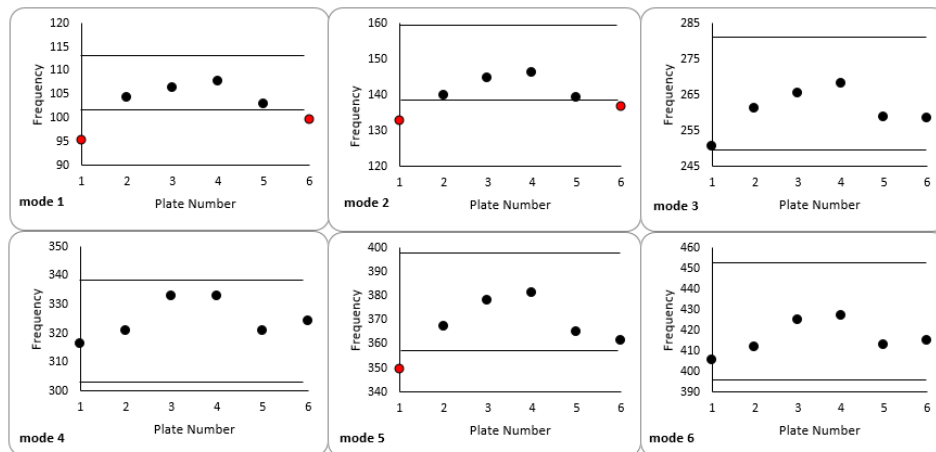 120
115
110
105
100
95
90
Frequency
1 2 3 4 5 6
Plate Number
mode 1
160
150
140
130
120
Frequency
1 2 3 4 5 6
Plate Number
mode 2
285
275
265
255
245
Frequency
1 2 3 4 5 6
Plate Number
mode 3
350
340
330
320
310
300
Frequency
1 2 3 4 5 6
Plate Number
mode 4
400
390
380
370
360
350
340
Frequency
1 2 3 4 5 6
Plate Number
mode 5
460
450
440
430
420
410
400
390
Frequency
1 2 3 4 5 6
Plate Number
mode 6